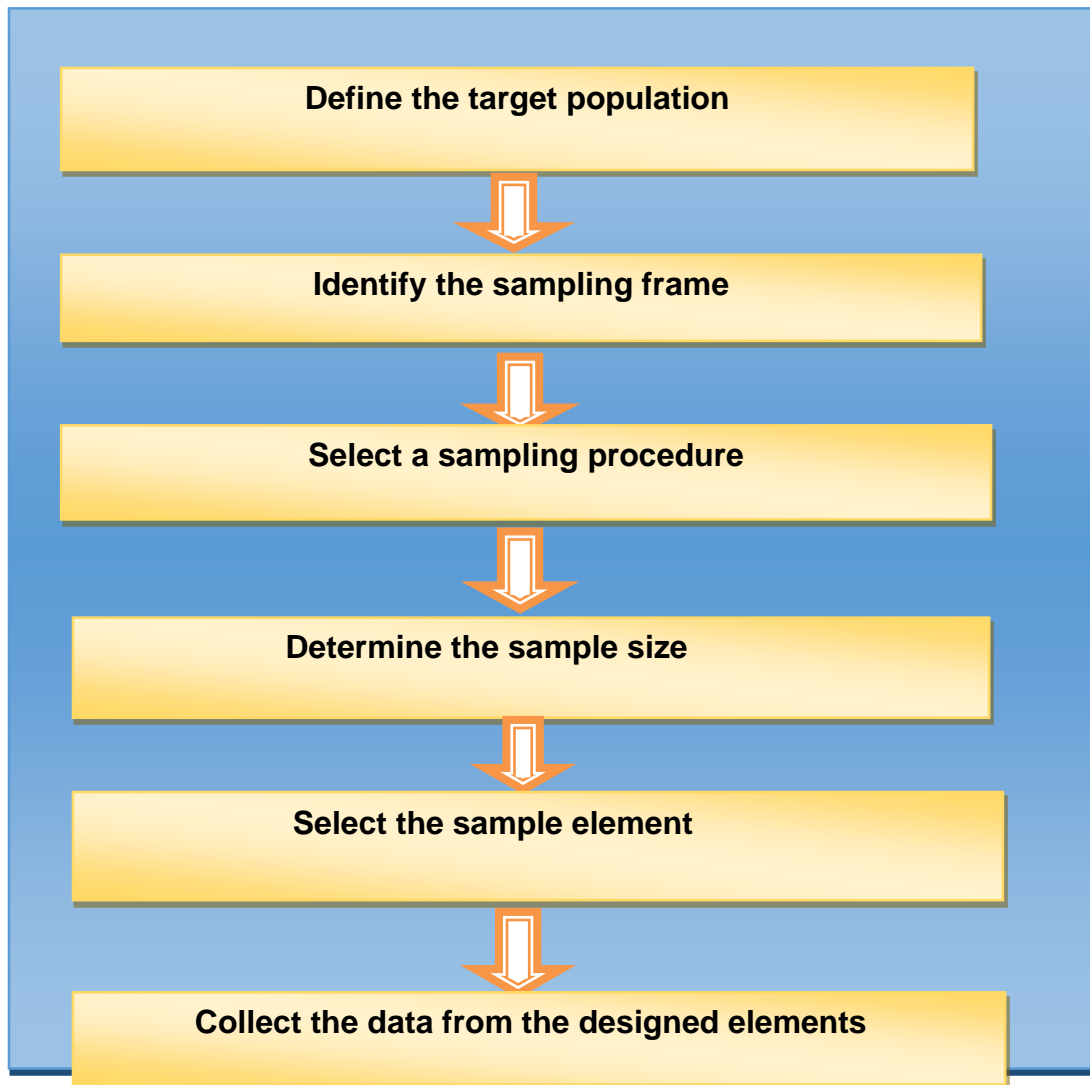 Define the target population
Identify the sampling frame
Select a sampling procedure
Determine the sample size
Select the sample element
Collect the data from the designed elements